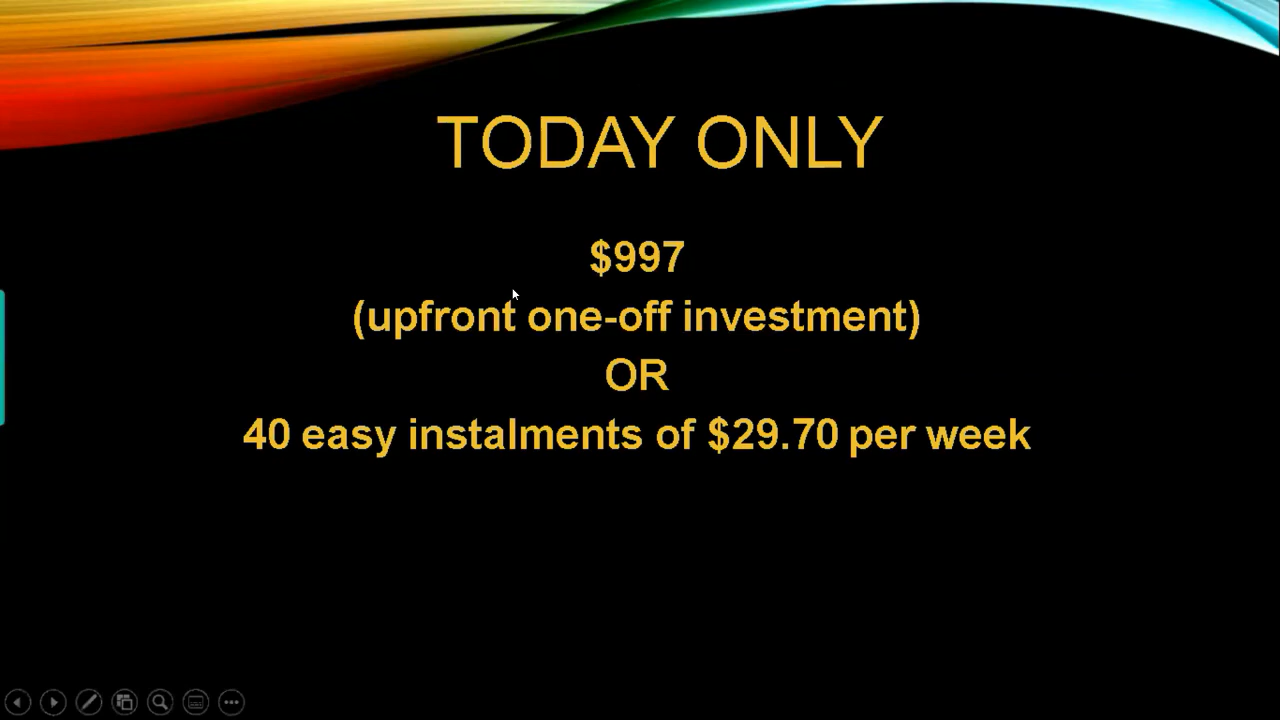 TODAY ONLY
$997
(upfront one-off investment)
OR
40 easy instalments of $29.70 per week